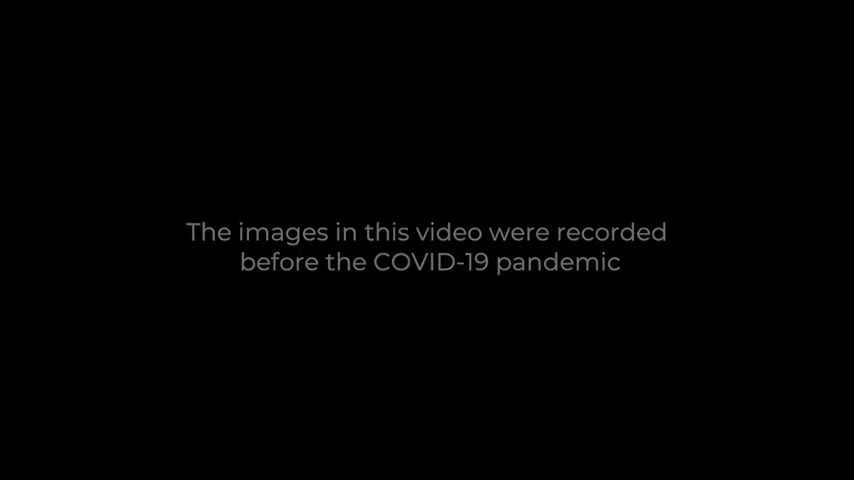 The images in this video were recorded
before the COVID-19 pandemic